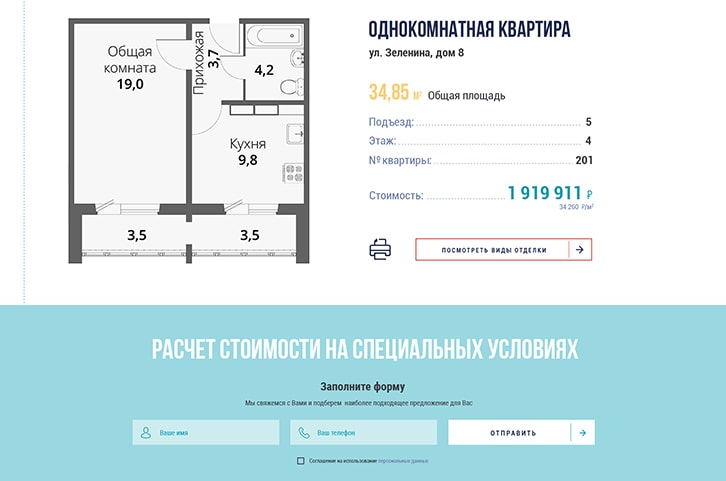 Общая
комната
19,0
Прихожая
3,7
4,2
Кухня
9,8
3,5
3,5
ОДНОКОМНАТНАЯ КВАРТИРА
ул. Зеленина, дом 8
34,85 м² Общая площадь
Подъезд: 5
Этаж: 4
№ квартиры: 201
Стоимость: 1 919 911 ₽
34 260 ₽/м²
ПОСМОТРЕТЬ ВИДЫ ОТДЕЛКИ
РАСЧЕТ СТОИМОСТИ НА СПЕЦИАЛЬНЫХ УСЛОВИЯХ
Заполните форму
Мы свяжемся с Вами и подберем наиболее подходящее предложение для Вас
Ваше имя
Ваш телефон
ОТПРАВИТЬ
Соглашение на использование персональных данных